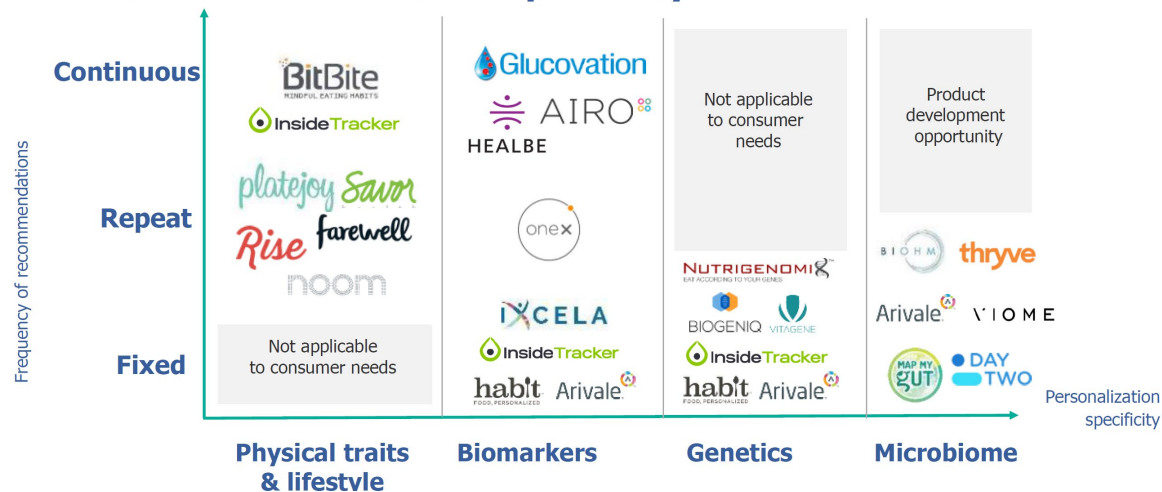 Continuous
Repeat
Fixed
Frequency of recommendations
BitBite
MINDFUL EATING HABITS
InsideTracker
platejoy
Savor
Rise
farewell
noom
Not applicable
to consumer needs
Glucovation
HEALBE
AIRO
onex
iXCELA
InsideTracker
habit
FOOD, PERSONALIZED
Arivale
Not applicable
to consumer
needs
NUTRIGENOMIX™
EAT ACCORDING TO YOUR GENES
BIOGENIQ
VITAGENE
InsideTracker
habit
FOOD, PERSONALIZED
Arivale
Product
development
opportunity
BIOHM
thryve
Arivale
VIOME
MAP MY
GUT
DAY
TWO
Personalization
specificity
Physical traits
& lifestyle
Biomarkers
Genetics
Microbiome